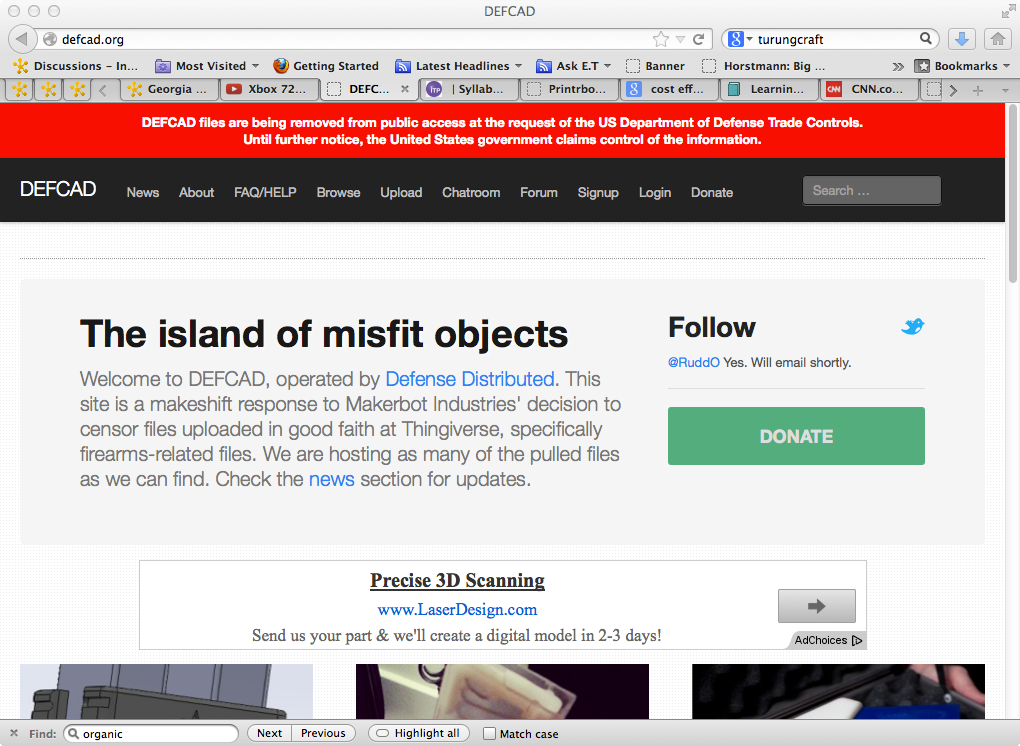 DEFCAD
defcad.org
turungcraft
Discussions – In...
Most Visited
Getting Started
Latest Headlines
Ask E.T
Banner
Horstmann: Big ...
Bookmarks
Georgia ...
Xbox 72...
DEFC...
ITP
| Syllab...
Printrbo...
cost eff...
Learnin...
CNN
CNN.co...
DEFCAD files are being removed from public access at the request of the US Department of Defense Trade Controls.
Until further notice, the United States government claims control of the information.
DEFCAD
News
About
FAQ/HELP
Browse
Upload
Chatroom
Forum
Signup
Login
Donate
Search ...
The island of misfit objects
Welcome to DEFCAD, operated by Defense Distributed. This
site is a makeshift response to Makerbot Industries' decision to
censor files uploaded in good faith at Thingiverse, specifically
firearms-related files. We are hosting as many of the pulled files
as we can find. Check the news section for updates.
Follow
@RuddO Yes. Will email shortly.
DONATE
Precise 3D Scanning
www.LaserDesign.com
Send us your part & we'll create a digital model in 2-3 days!
AdChoices
Find:
organic
Next
Previous
Highlight all
Match case